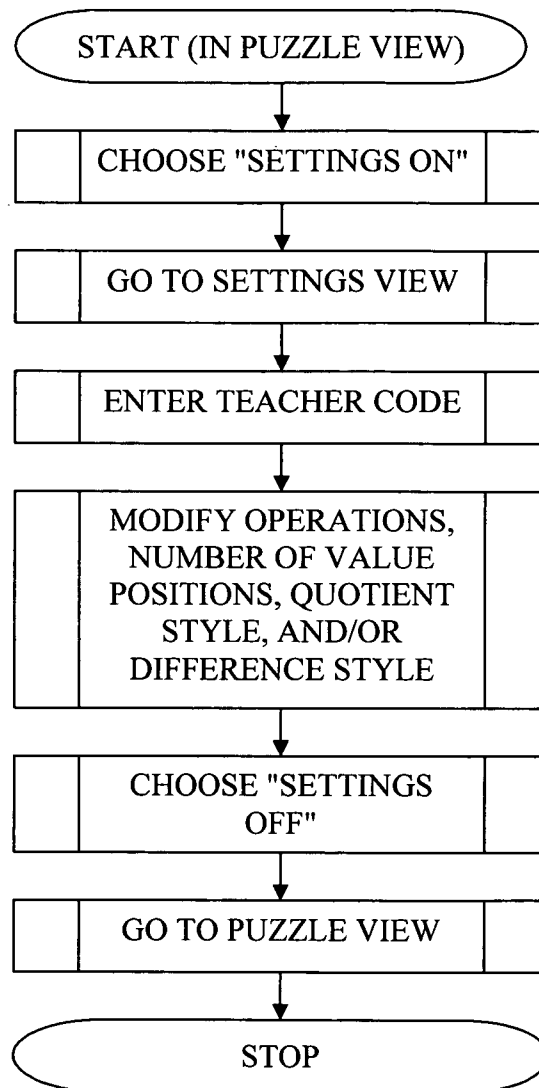 START (IN PUZZLE VIEW)
CHOOSE "SETTINGS ON"
GO TO SETTINGS VIEW
ENTER TEACHER CODE
MODIFY OPERATIONS,
NUMBER OF VALUE
POSITIONS, QUOTIENT
STYLE, AND/OR
DIFFERENCE STYLE
CHOOSE "SETTINGS
OFF"
GO TO PUZZLE VIEW
STOP